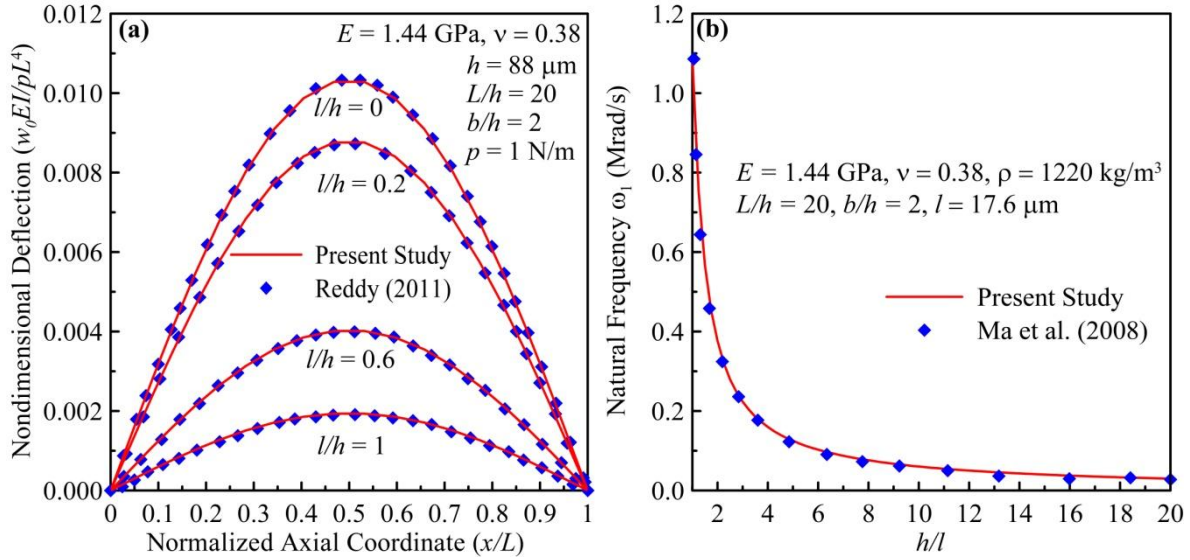 (a)
E = 1.44 GPa, ν = 0.38
h = 88 μm
L/h = 20
b/h = 2
p = 1 N/m
l/h = 0
l/h = 0.2
Present Study
Reddy (2011)
l/h = 0.6
l/h = 1
Nondimensional Deflection (w₀EI/pL⁴)
0.012
0.010
0.008
0.006
0.004
0.002
0.000
0 0.1 0.2 0.3 0.4 0.5 0.6 0.7 0.8 0.9 1
Normalized Axial Coordinate (x/L)
(b)
E = 1.44 GPa, ν = 0.38, ρ = 1220 kg/m³
L/h = 20, b/h = 2, l = 17.6 μm
Present Study
Ma et al. (2008)
Natural Frequency ω₁ (Mrad/s)
1.2
1.0
0.8
0.6
0.4
0.2
0.0
2 4 6 8 10 12 14 16 18 20
h/l